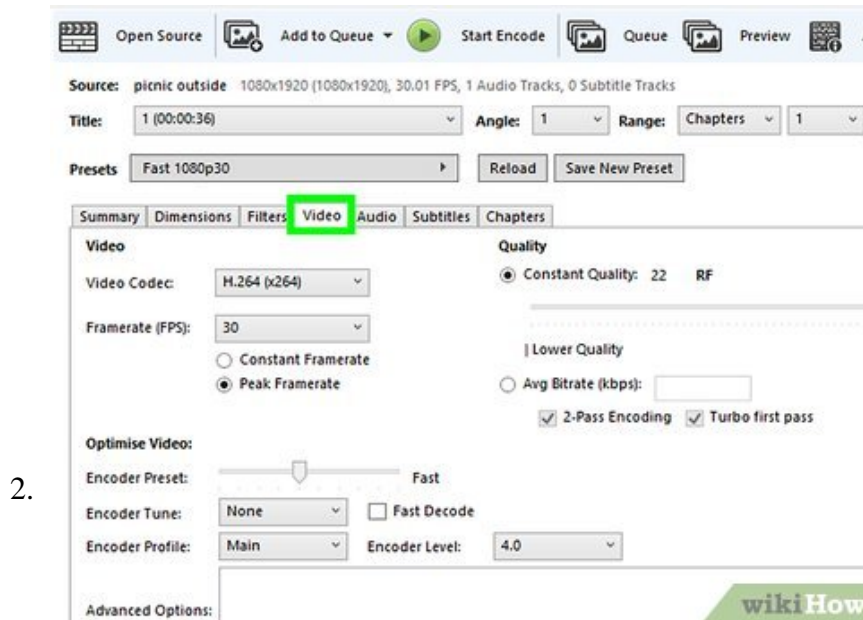 Open Source Add to Queue Start Encode Queue Preview
Source: picnic outside 1080x1920 (1080x1920), 30.01 FPS, 1 Audio Tracks, 0 Subtitle Tracks
Title: 1 (00:00:36) Angle: 1 Range: Chapters 1
Presets Fast 1080p30 Reload Save New Preset
Summary Dimensions Filters Video Audio Subtitles Chapters
Video Quality
Video Codec: H.264 (x264) Constant Quality: 22 RF
Framerate (FPS): 30
Constant Framerate | Lower Quality
Peak Framerate Avg Bitrate (kbps):
2-Pass Encoding Turbo first pass
Optimise Video:
Encoder Preset: Fast
2.
Encoder Tune: None Fast Decode
Encoder Profile: Main Encoder Level: 4.0
Advanced Options:
wikiHow